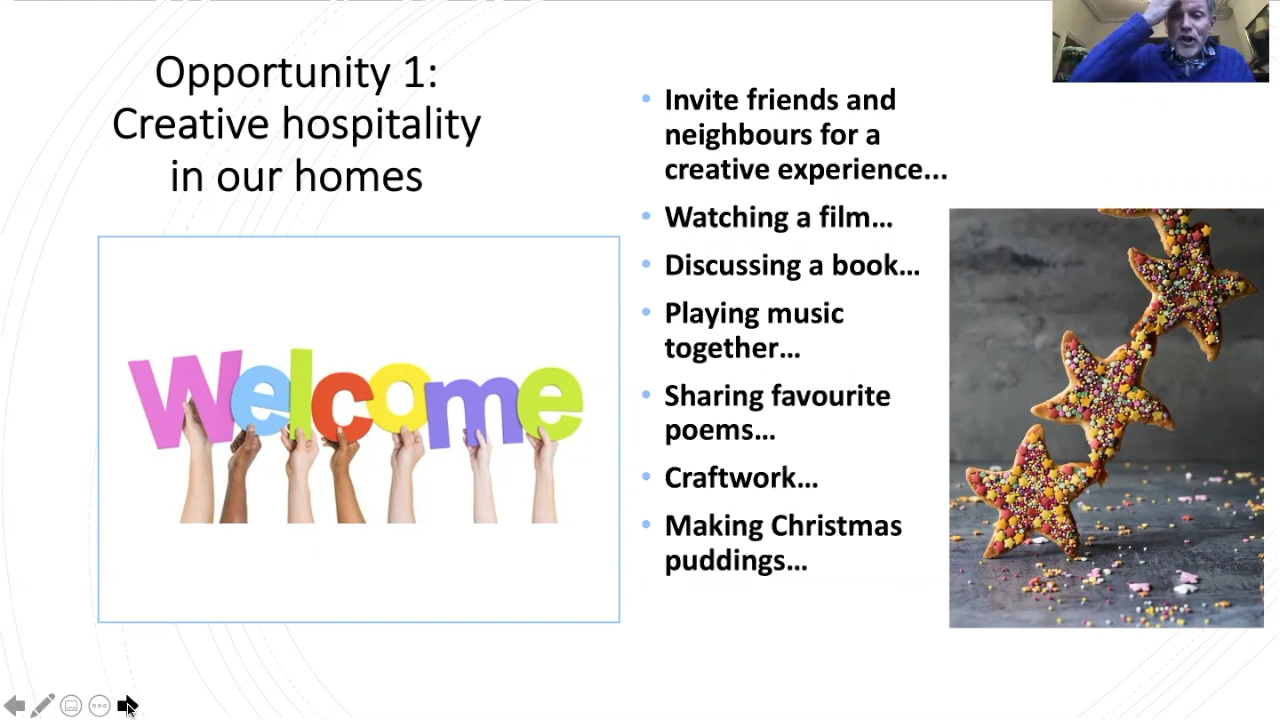 Opportunity 1:
Creative hospitality
in our homes
Welcome
Invite friends and
neighbours for a
creative experience...
Watching a film...
Discussing a book...
Playing music
together...
Sharing favourite
poems...
Craftwork...
Making Christmas
puddings...